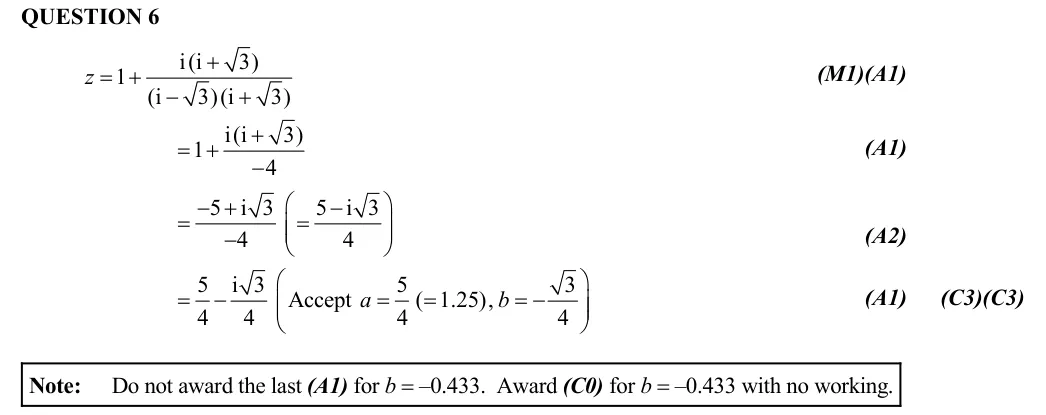 QUESTION 6
z = 1 + i(i + √3) / (i − √3)(i + √3) (M1)(A1)
= 1 + i(i + √3) / −4 (A1)
= −5 + i√3 / −4 ( = 5 − i√3 / 4 ) (A2)
= 5/4 − i√3/4 ( Accept a = 5/4 (= 1.25), b = − √3/4 ) (A1) (C3)(C3)
Note: Do not award the last (A1) for b = –0.433. Award (C0) for b = –0.433 with no working.